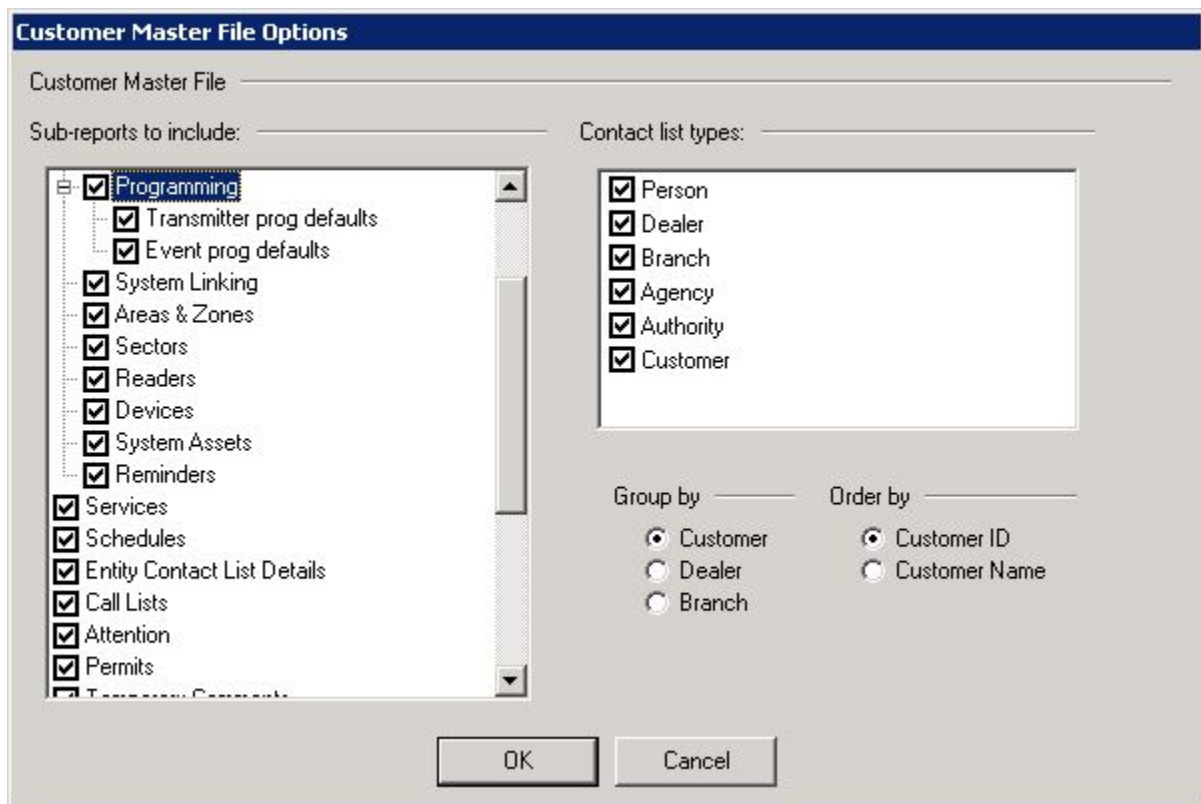 Customer Master File Options
Customer Master File
Sub-reports to include:
Programming
Transmitter prog defaults
Event prog defaults
System Linking
Areas & Zones
Sectors
Readers
Devices
System Assets
Reminders
Services
Schedules
Entity Contact List Details
Call Lists
Attention
Permits
Temporary Comments
Contact list types:
Person
Dealer
Branch
Agency
Authority
Customer
Group by
Customer
Dealer
Branch
Order by
Customer ID
Customer Name
OK
Cancel